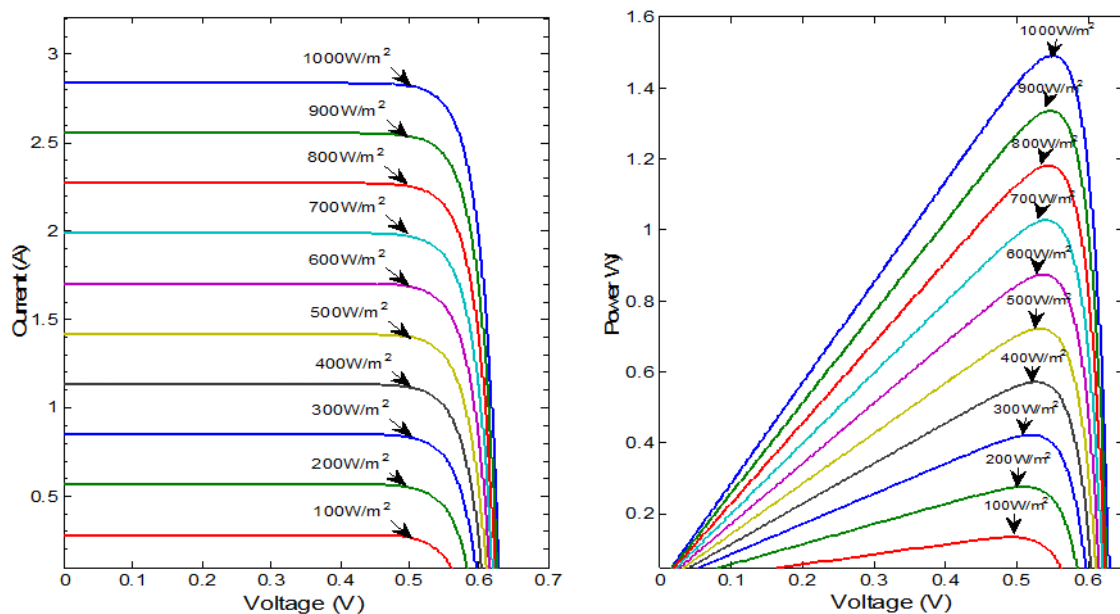 3
2.5
2
1.5
1
0.5
Current (A)
1000W/m²
900W/m²
800W/m²
700W/m²
600W/m²
500W/m²
400W/m²
300W/m²
200W/m²
100W/m²
0
0.1
0.2
0.3
0.4
0.5
0.6
0.7
Voltage (V)
1.6
1.4
1.2
1
0.8
0.6
0.4
0.2
Power W)
1000W/m²
900W/m²
800W/m²
700W/m²
600W/m²
500W/m²
400W/m²
300W/m²
200W/m²
100W/m²
0
0.1
0.2
0.3
0.4
0.5
0.6
Voltage (V)